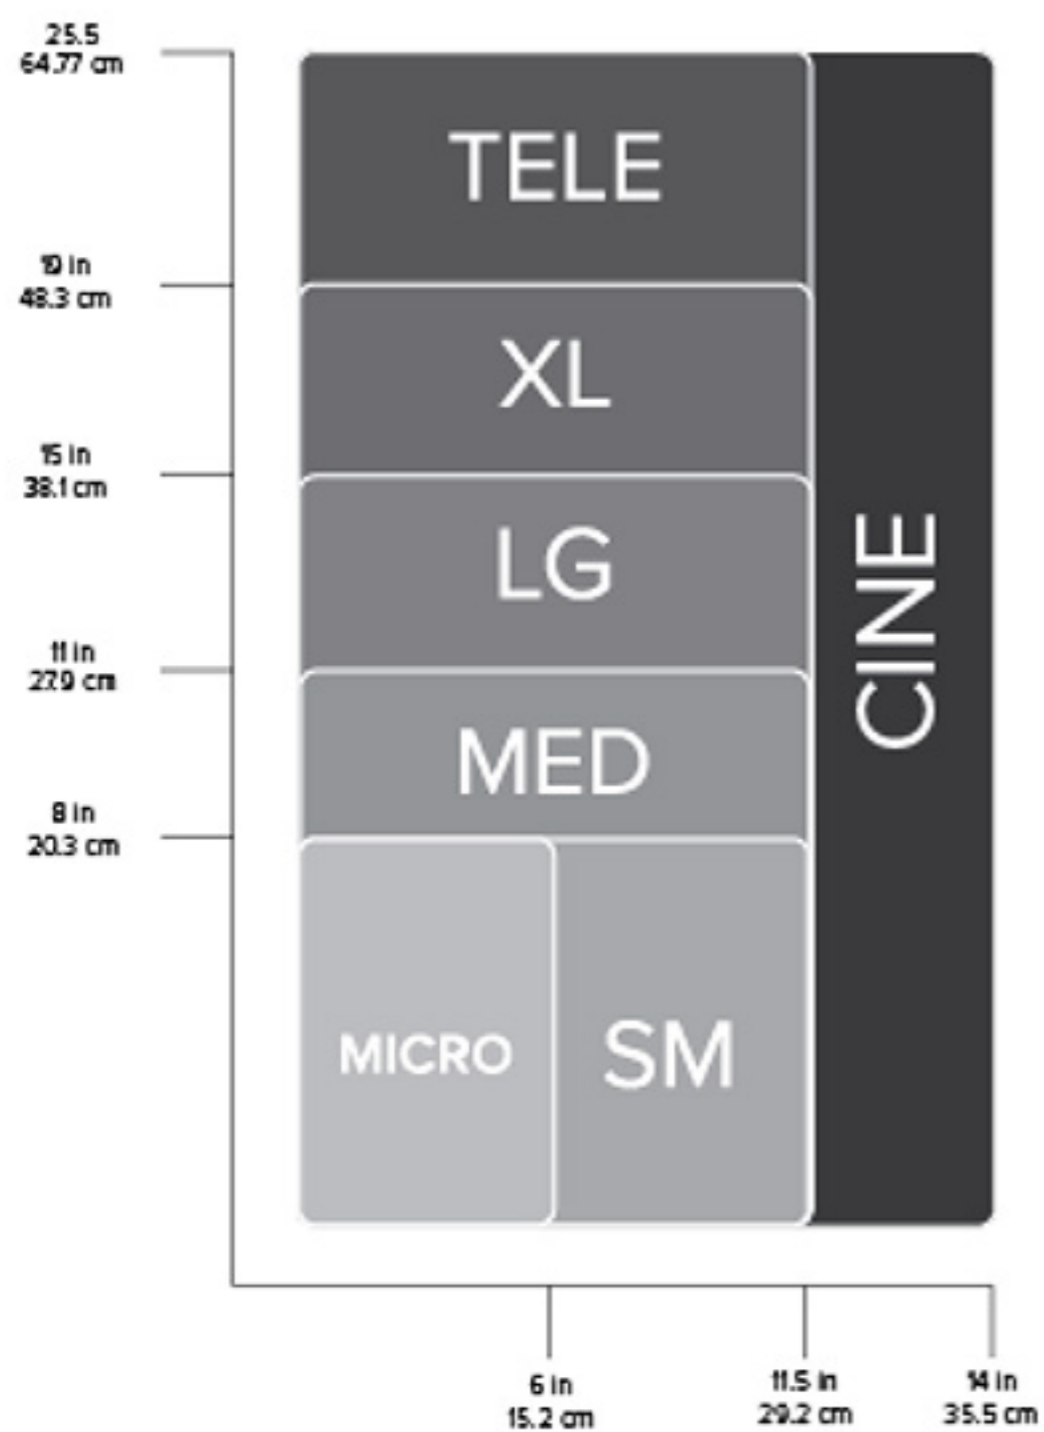 25.5
64.77 cm
TELE
19 in
48.3 cm
XL
15 in
38.1 cm
LG
CINE
11 in
27.9 cm
MED
8 in
20.3 cm
MICRO
SM
6 in
15.2 cm
11.5 in
29.2 cm
14 in
35.5 cm